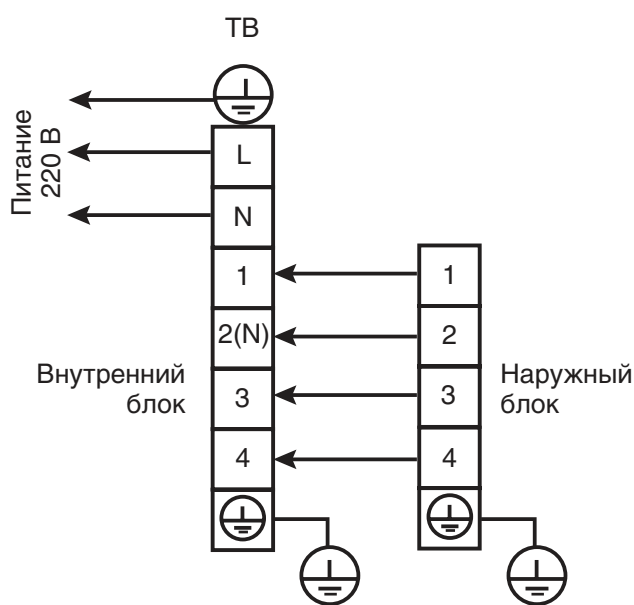 ТВ
Питание
220 В
L
N
1
2(N)
3
4
Внутренний
блок
1
2
3
4
Наружный
блок